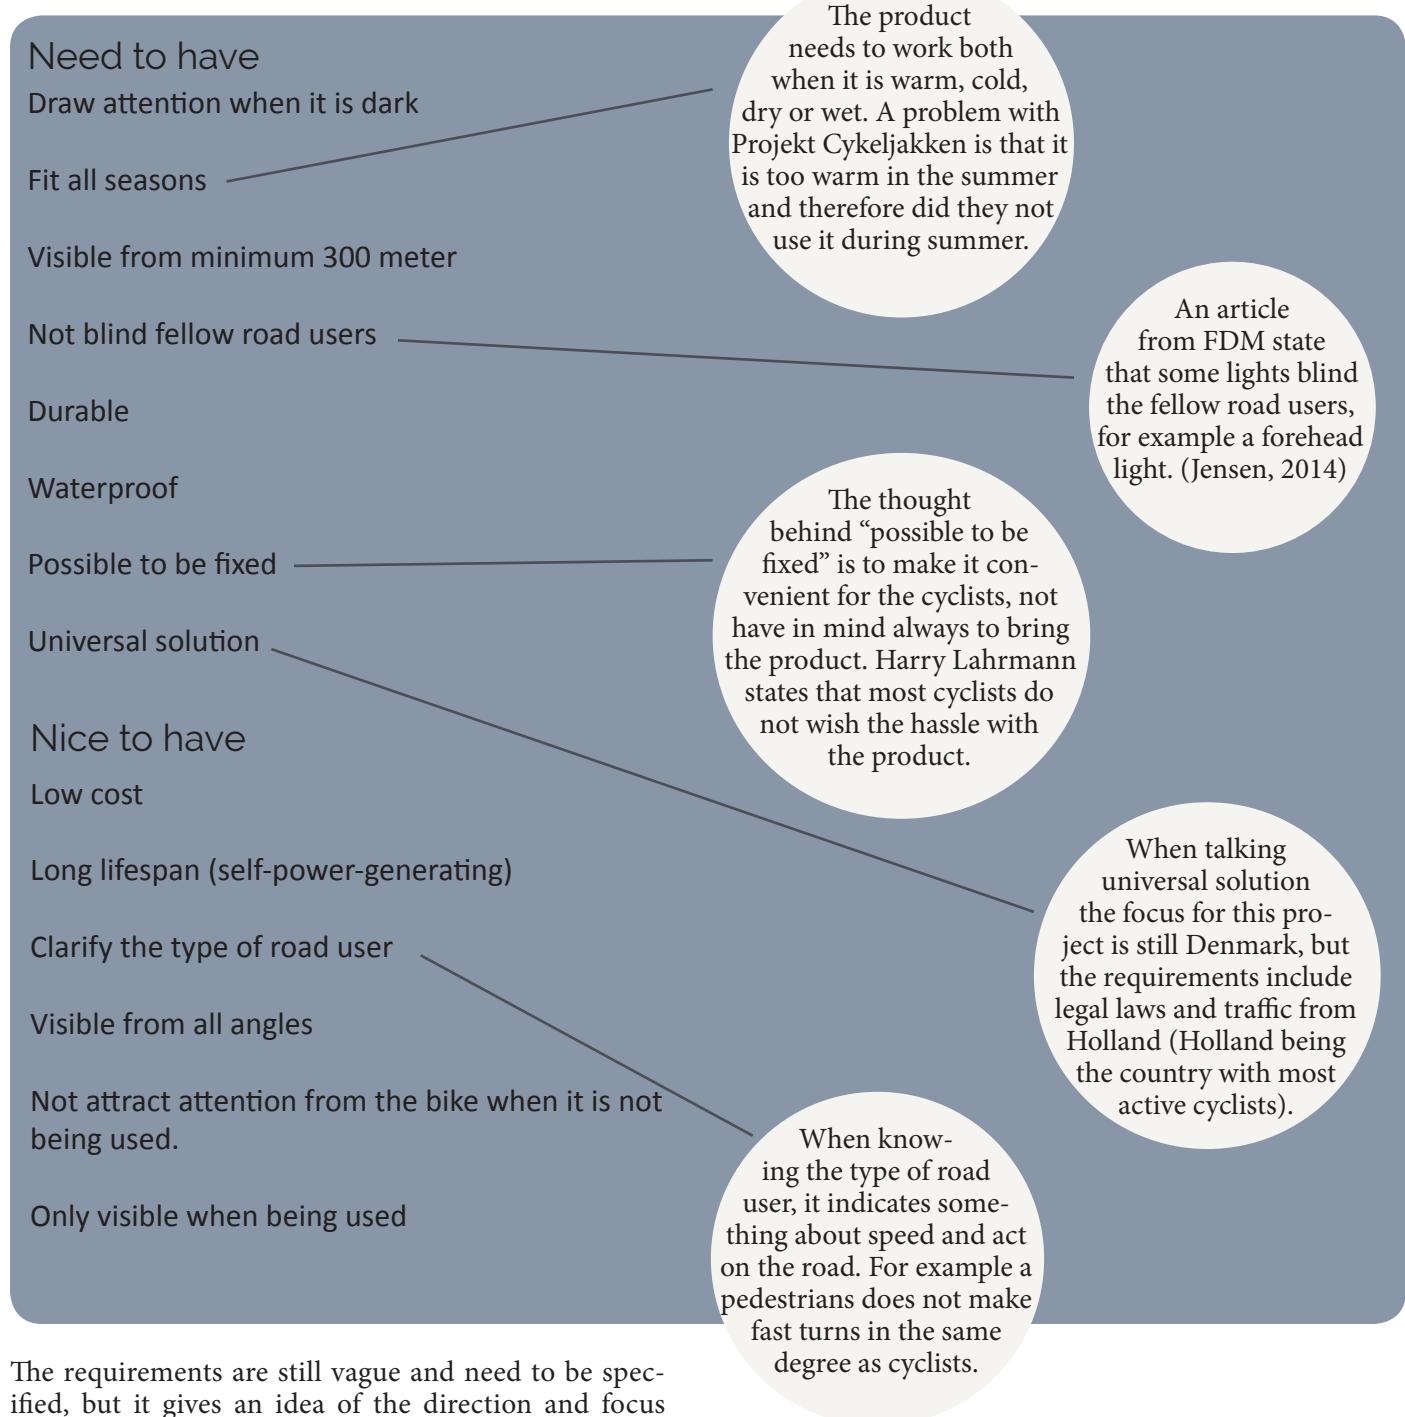 Need to have
Draw attention when it is dark
Fit all seasons
Visible from minimum 300 meter
Not blind fellow road users
Durable
Waterproof
Possible to be fixed
Universal solution
Nice to have
Low cost
Long lifespan (self-power-generating)
Clarify the type of road user
Visible from all angles
Not attract attention from the bike when it is not
being used.
Only visible when being used
The product
needs to work both
when it is warm, cold,
dry or wet. A problem with
Projekt Cykeljakken is that it
is too warm in the summer
and therefore did they not
use it during summer.
An article
from FDM state
that some lights blind
the fellow road users,
for example a forehead
light. (Jensen, 2014)
The thought
behind “possible to be
fixed” is to make it con-
venient for the cyclists, not
have in mind always to bring
the product. Harry Lahrmann
states that most cyclists do
not wish the hassle with
the product.
When talking
universal solution
the focus for this pro-
ject is still Denmark, but
the requirements include
legal laws and traffic from
Holland (Holland being
the country with most
active cyclists).
When know-
ing the type of road
user, it indicates some-
thing about speed and act
on the road. For example a
pedestrians does not make
fast turns in the same
degree as cyclists.
The requirements are still vague and need to be spec-
ified, but it gives an idea of the direction and focus